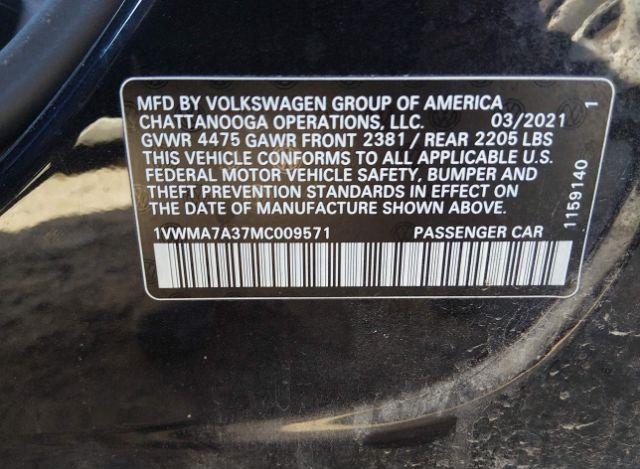 MFD BY VOLKSWAGEN GROUP OF AMERICA
CHATTANOOGA OPERATIONS, LLC. 03/2021
GVWR 4475 GAWR FRONT 2381 / REAR 2205 LBS
THIS VEHICLE CONFORMS TO ALL APPLICABLE U.S.
FEDERAL MOTOR VEHICLE SAFETY, BUMPER AND
THEFT PREVENTION STANDARDS IN EFFECT ON
THE DATE OF MANUFACTURE SHOWN ABOVE.
1VWMA7A37MC009571 PASSENGER CAR
1159140 1